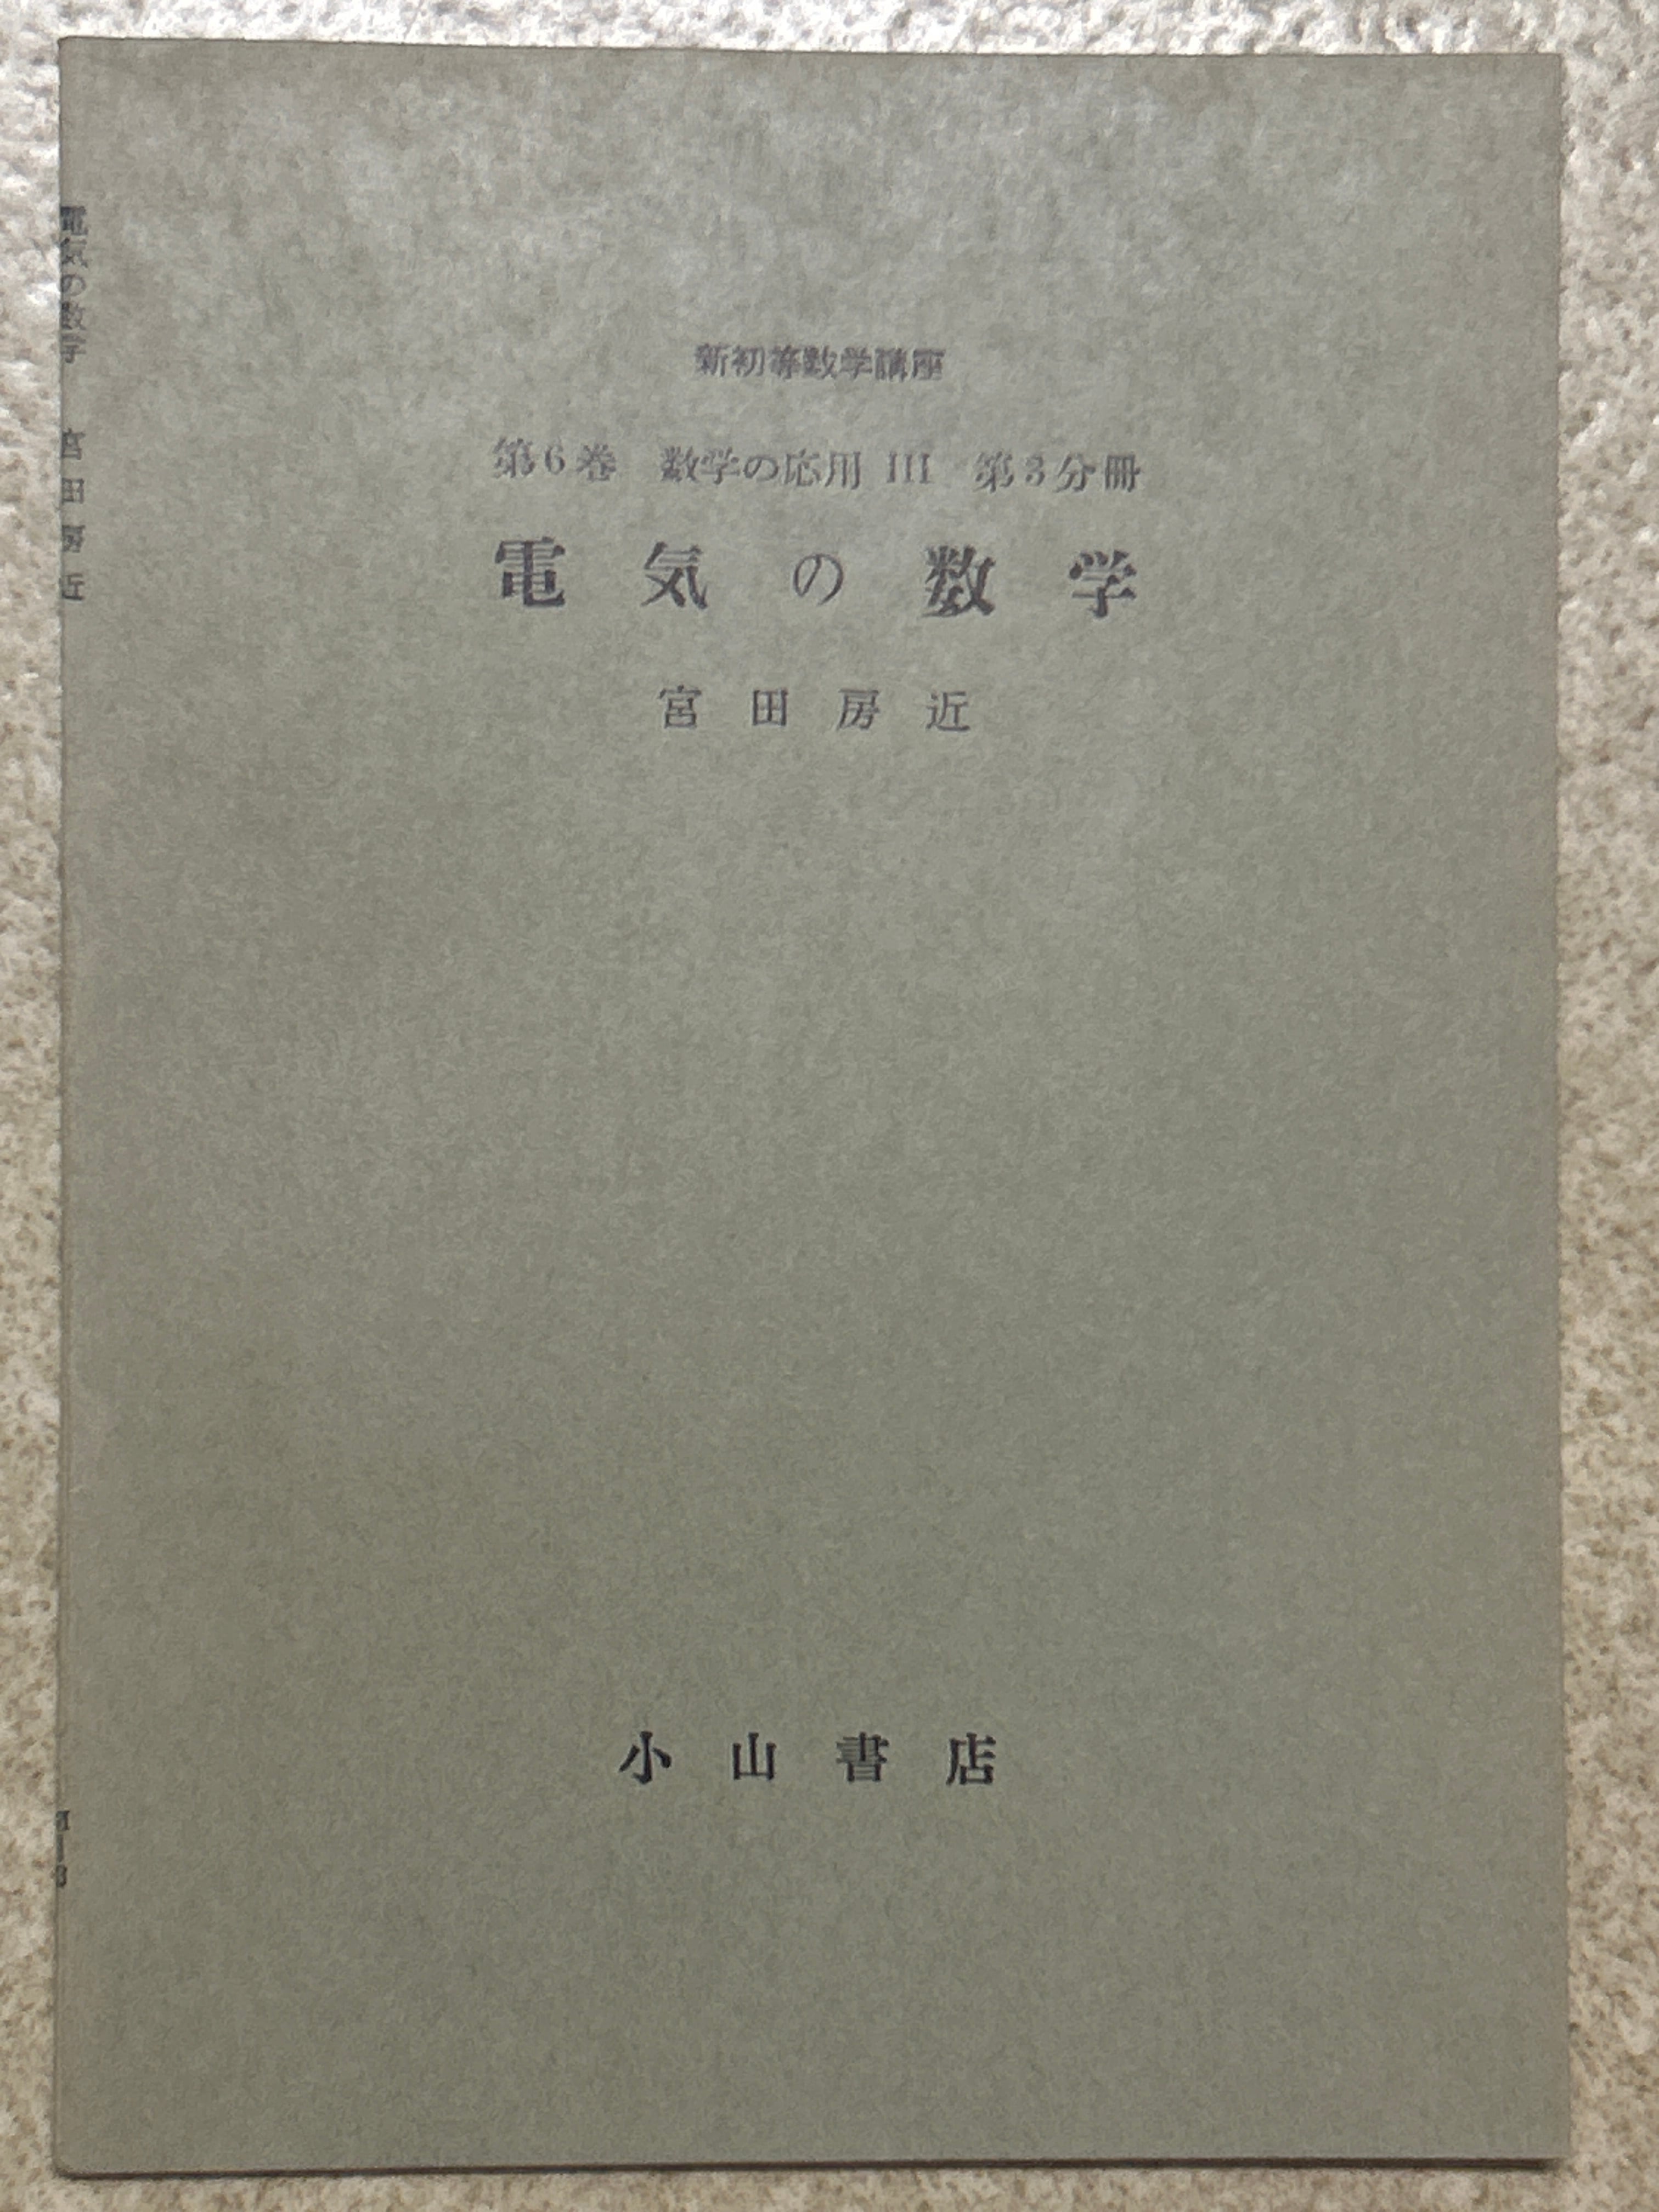 新初等数学講座
第6巻 数学の応用 III 第3分冊
電気の数学
宮田房近
小山書店
電気の数学 宮田房近